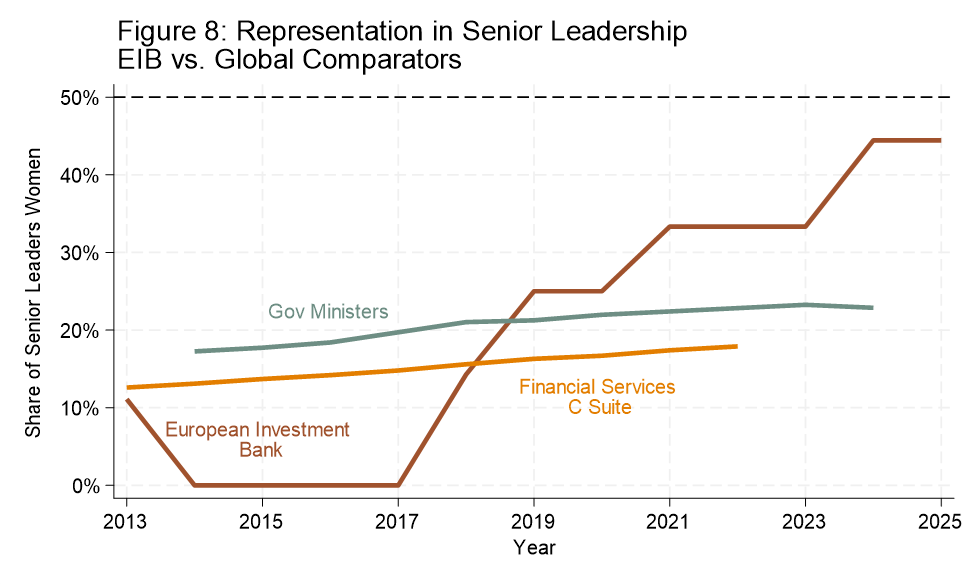 Figure 8: Representation in Senior Leadership
EIB vs. Global Comparators
Share of Senior Leaders Women
50%
40%
30%
20%
10%
0%
Gov Ministers
Financial Services
C Suite
European Investment
Bank
2013
2015
2017
2019
2021
2023
2025
Year